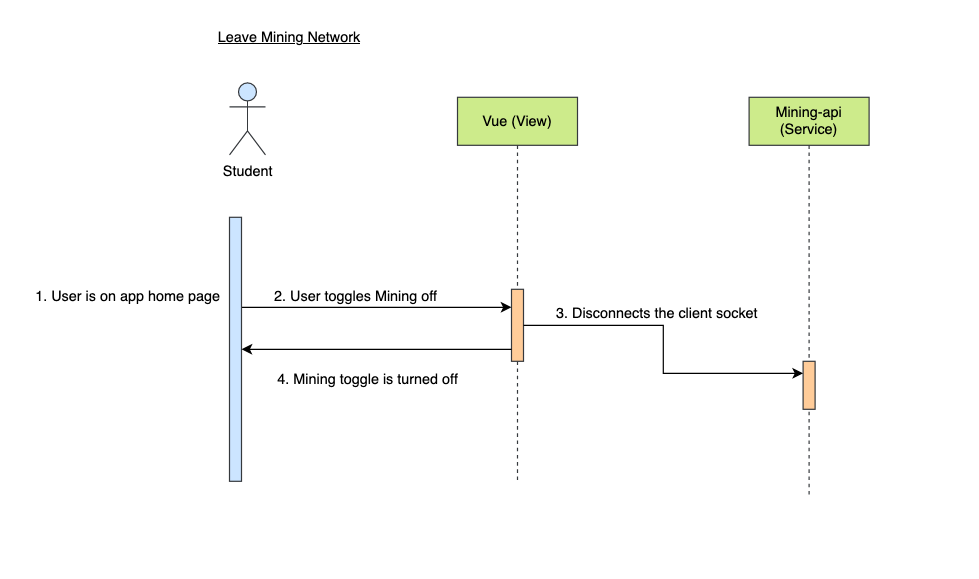 Leave Mining Network
Student
Vue (View)
Mining-api
(Service)
1. User is on app home page
2. User toggles Mining off
3. Disconnects the client socket
4. Mining toggle is turned off